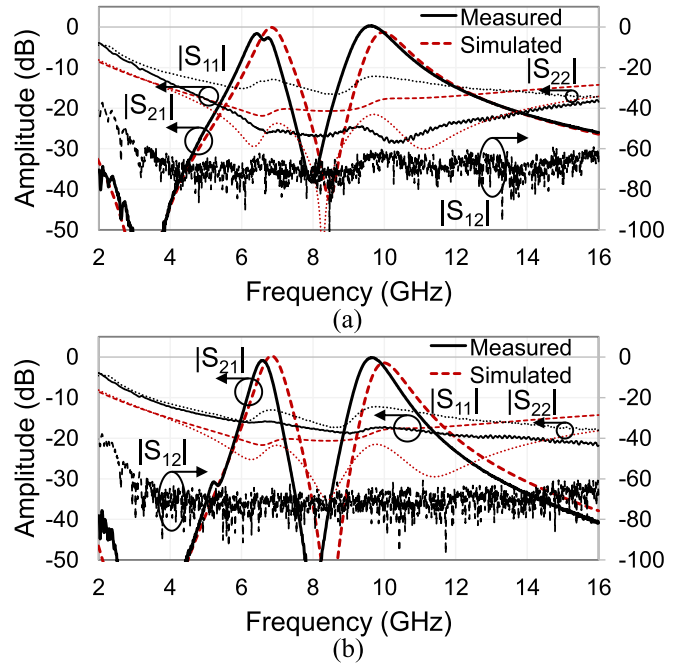 Measured
Simulated
|S11|
|S21|
|S22|
|S12|
Amplitude (dB)
0
-10
-20
-30
-40
-50
0
-20
-40
-60
-80
-100
2 4 6 8 10 12 14 16
Frequency (GHz)
(a)
Measured
Simulated
|S21|
|S11| |S22|
|S12|
Amplitude (dB)
0
-10
-20
-30
-40
-50
0
-20
-40
-60
-80
-100
2 4 6 8 10 12 14 16
Frequency (GHz)
(b)